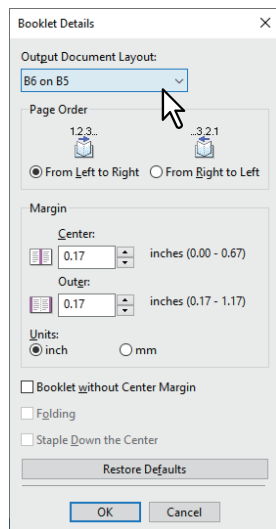 Booklet Details
Output Document Layout:
B6 on B5
Page Order
1.2.3... ...3.2.1
From Left to Right From Right to Left
Margin
Center:
0.17 inches (0.00 - 0.67)
Outer:
0.17 inches (0.17 - 1.17)
Units:
inch mm
Booklet without Center Margin
Folding
Staple Down the Center
Restore Defaults
OK Cancel